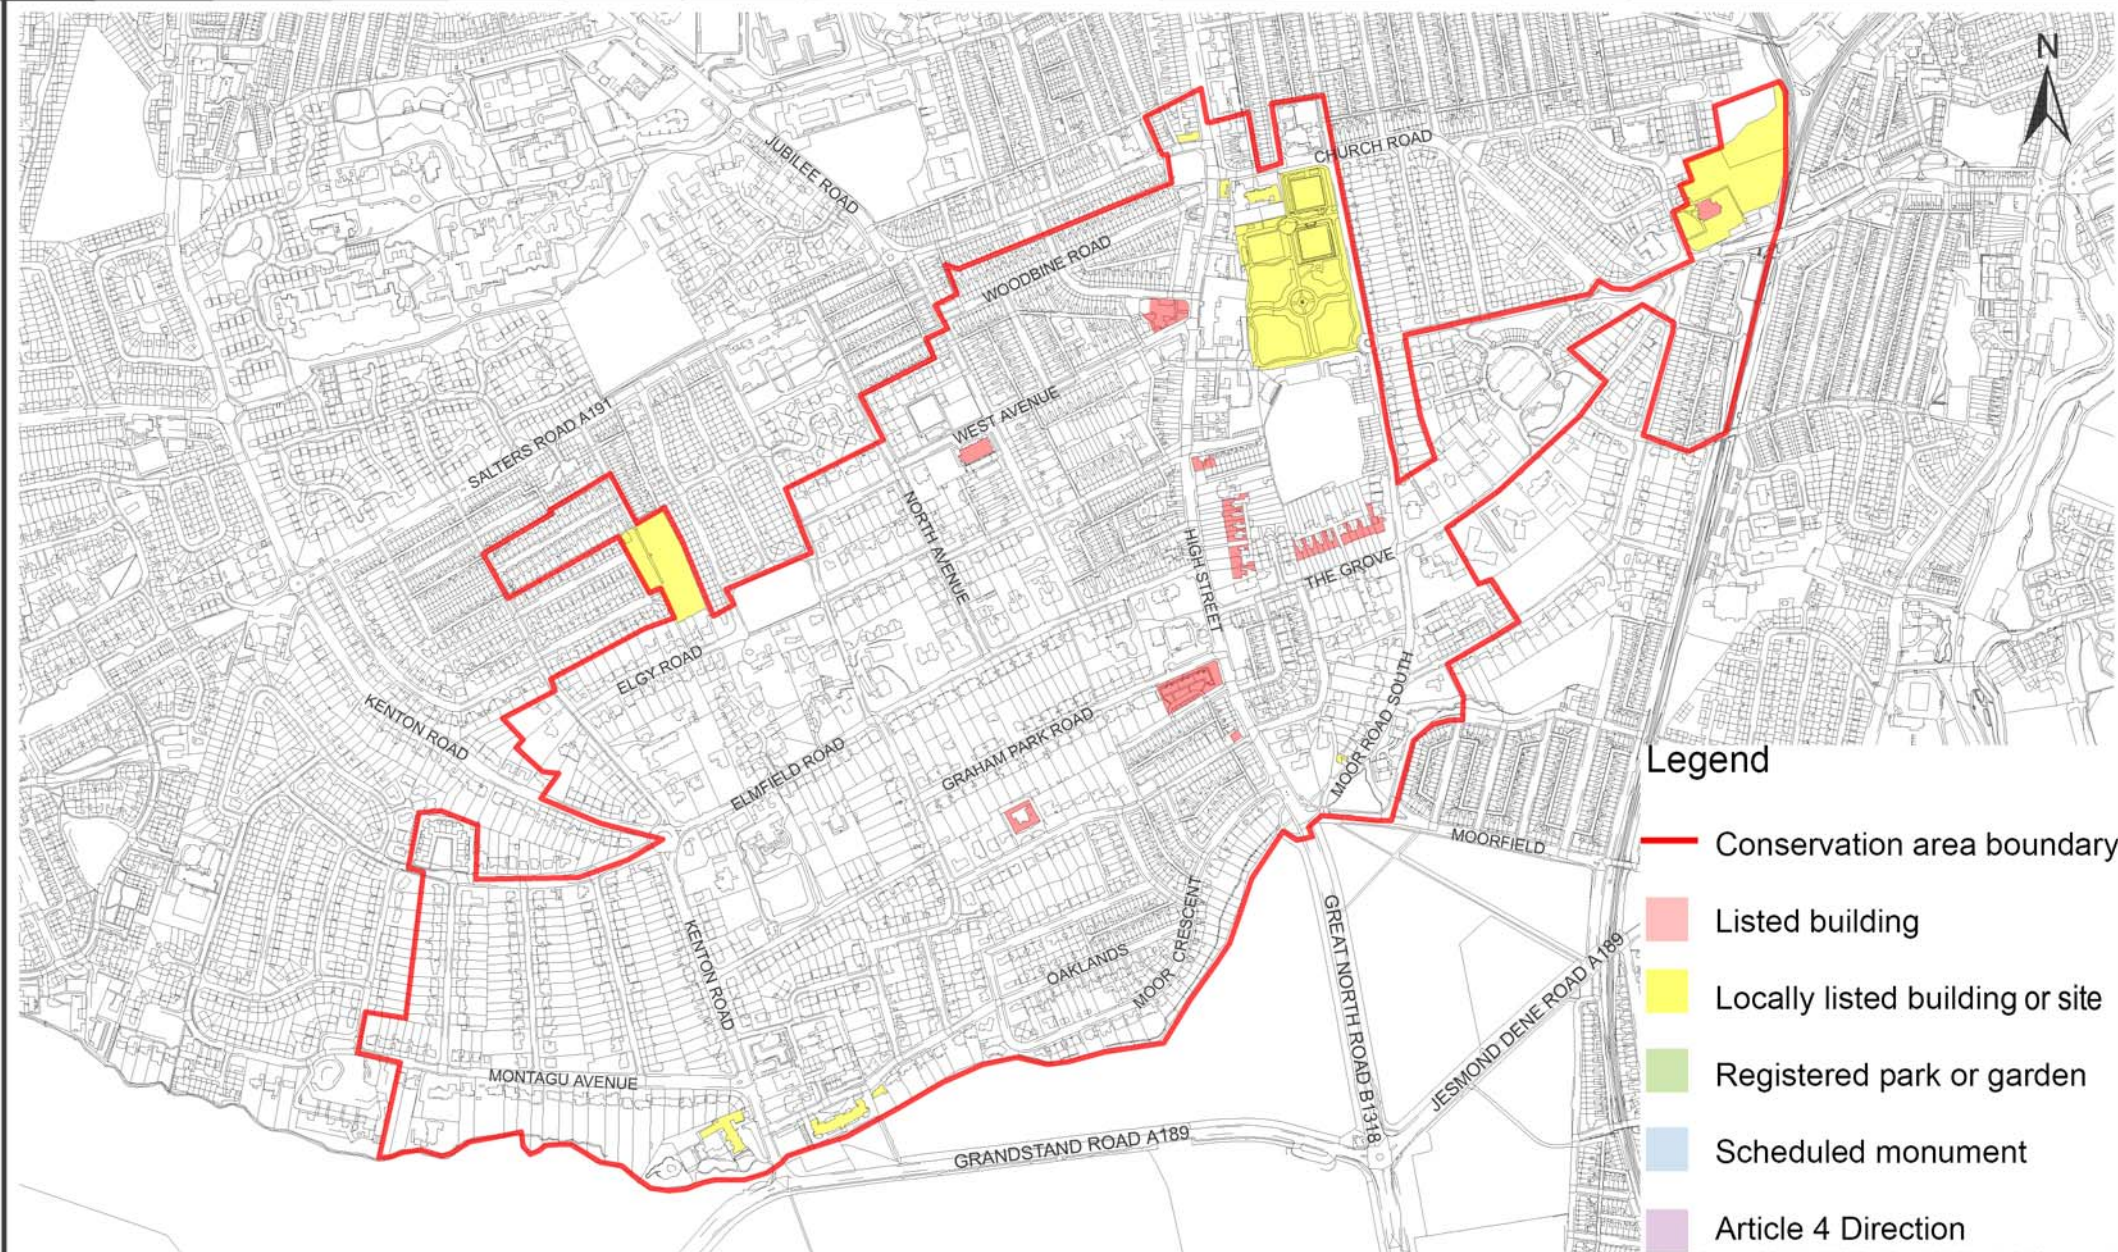 N
JUBILEE ROAD
CHURCH ROAD
WOODBINE ROAD
WEST AVENUE
SALTERS ROAD A191
NORTH AVENUE
HIGH STREET
THE GROVE
ELGY ROAD
KENTON ROAD
MOOR ROAD SOUTH
GRAHAM PARK ROAD
ELMFIELD ROAD
MOORFIELD
KENTON ROAD
OAKLANDS
MOOR CRESCENT
GREAT NORTH ROAD B1318
JESMOND DENE ROAD A189
MONTAGU AVENUE
GRANDSTAND ROAD A189
Legend
Conservation area boundary
Listed building
Locally listed building or site
Registered park or garden
Scheduled monument
Article 4 Direction